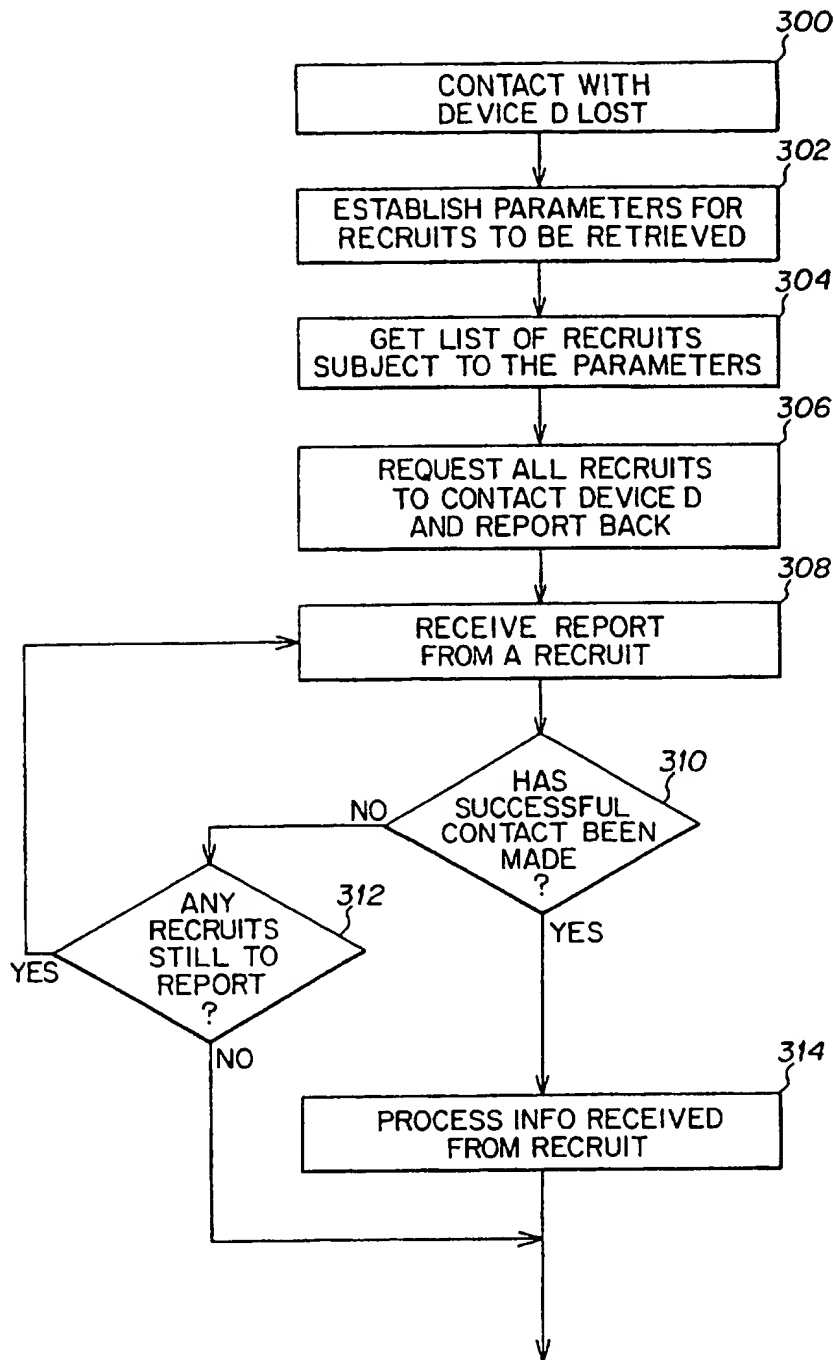 300
CONTACT WITH
DEVICE D LOST
302
ESTABLISH PARAMETERS FOR
RECRUITS TO BE RETRIEVED
304
GET LIST OF RECRUITS
SUBJECT TO THE PARAMETERS
306
REQUEST ALL RECRUITS
TO CONTACT DEVICE D
AND REPORT BACK
308
RECEIVE REPORT
FROM A RECRUIT
310
HAS
SUCCESSFUL
CONTACT BEEN
MADE
?
NO
YES
312
ANY
RECRUITS
STILL TO
REPORT
?
YES
NO
314
PROCESS INFO RECEIVED
FROM RECRUIT